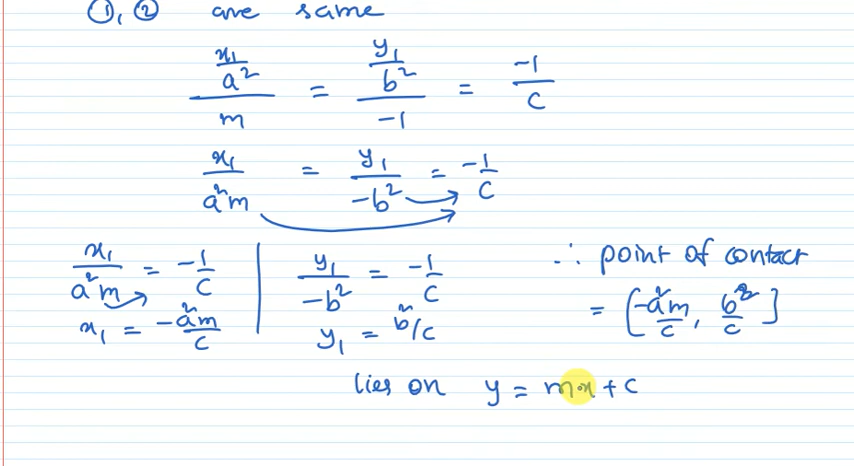 ①, ② are same
x₁/a² / m = y₁/b² / -1 = -1/c
x₁/a²m = y₁/-b² = -1/c
x₁/a²m = -1/c | y₁/-b² = -1/c ∴ point of contact
x₁ = -a²m/c | y₁ = b²/c = (-a²m/c, b²/c)
lies on y = mx + c